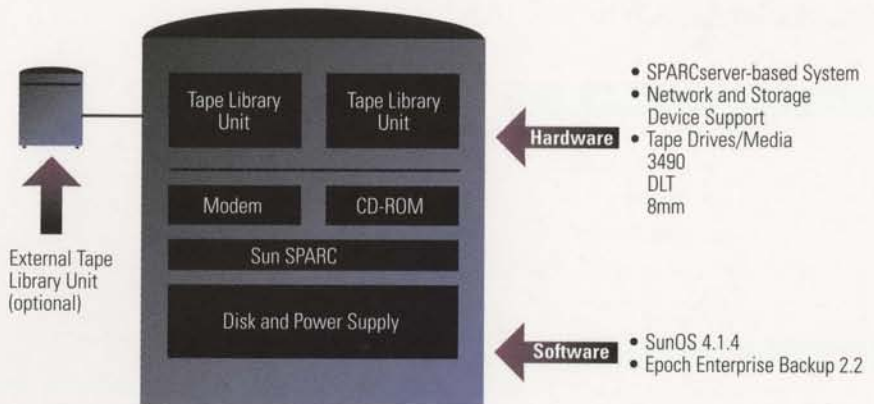 Tape Library
Unit
Tape Library
Unit
Modem
CD-ROM
Sun SPARC
Disk and Power Supply
External Tape
Library Unit
(optional)
Hardware
• SPARCserver-based System
• Network and Storage
Device Support
• Tape Drives/Media
3490
DLT
8mm
Software
• SunOS 4.1.4
• Epoch Enterprise Backup 2.2